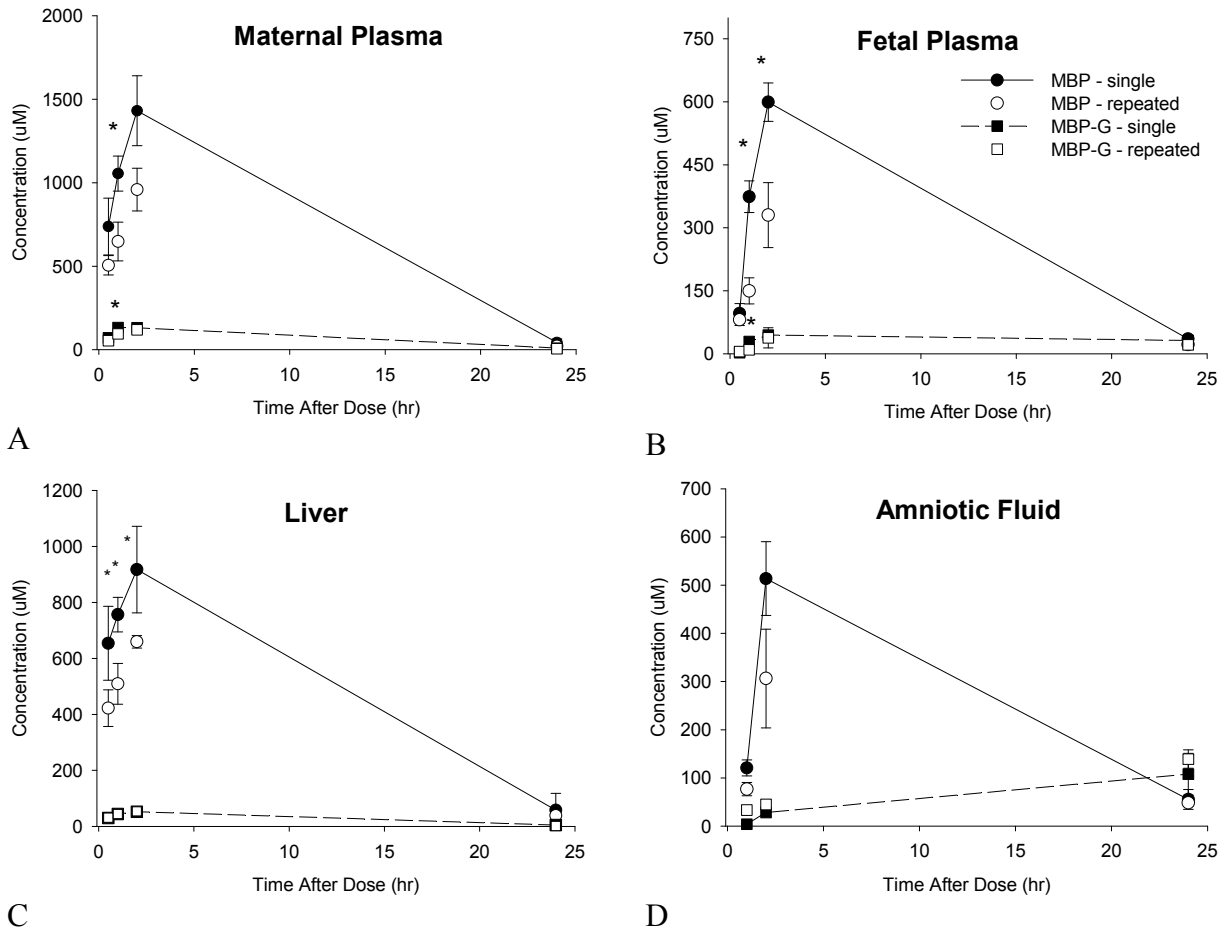 Maternal Plasma
Concentration (uM)
2000
1500
1000
500
0
*
*
0 5 10 15 20 25
Time After Dose (hr)
A
Fetal Plasma
Concentration (uM)
750
600
450
300
150
0
*
*
*
MBP - single
MBP - repeated
MBP-G - single
MBP-G - repeated
0 5 10 15 20 25
Time After Dose (hr)
B
Liver
Concentration (uM)
1200
1000
800
600
400
200
0
* * *
0 5 10 15 20 25
Time After Dose (hr)
C
Amniotic Fluid
Concentration (uM)
700
600
500
400
300
200
100
0
0 5 10 15 20 25
Time After Dose (hr)
D